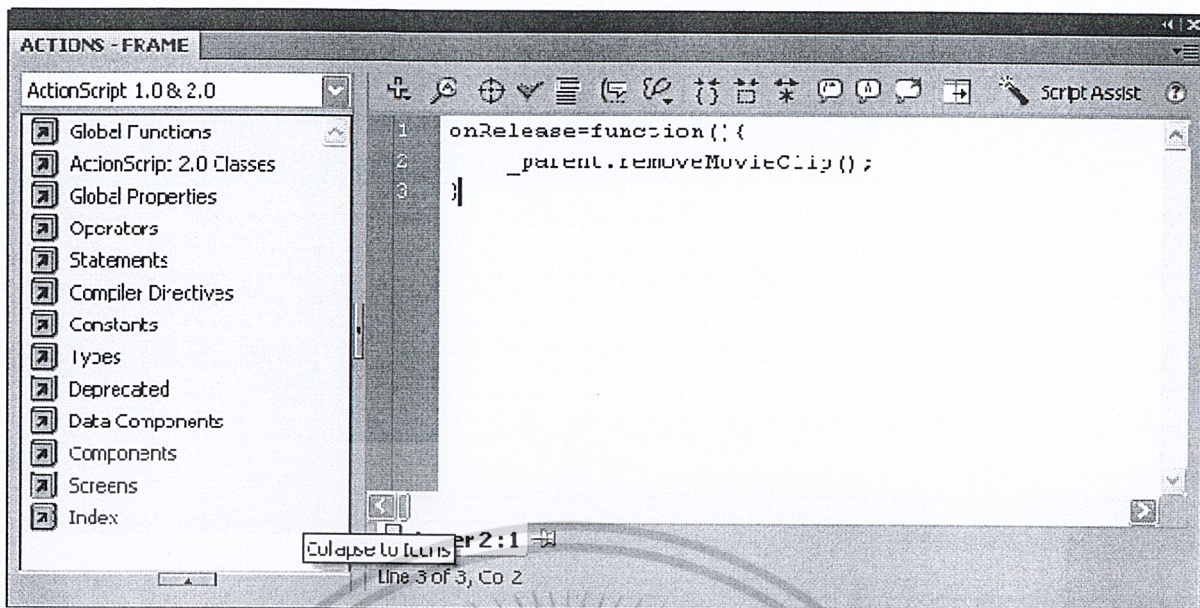 ACTIONS - FRAME
ActionScript 1.0 & 2.0
Script Assist
Global Functions
ActionScript 2.0 Classes
Global Properties
Operators
Statements
Compiler Directives
Constants
Types
Deprecated
Data Components
Components
Screens
Index
1 onRelease=function(){
2 _parent.removeMovieClip();
3 }
Collapse to Icons
er 2 : 1
Line 3 of 3, Col 2